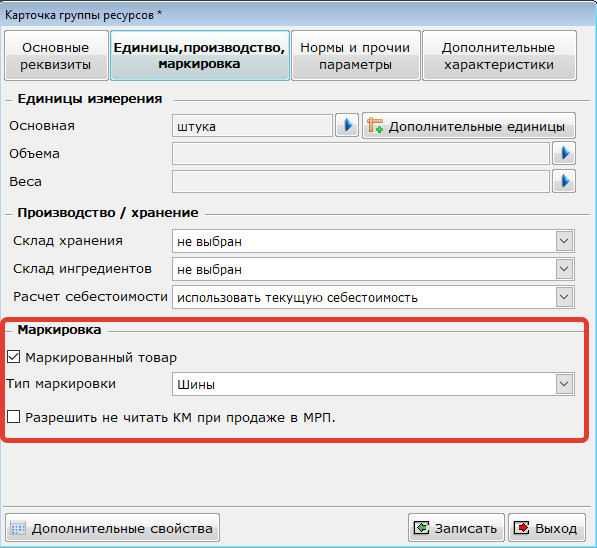 Карточка группы ресурсов *
Основные реквизиты
Единицы,производство, маркировка
Нормы и прочии параметры
Дополнительные характеристики
Единицы измерения
Основная штука Дополнительные единицы
Объема
Веса
Производство / хранение
Склад хранения не выбран
Склад ингредиентов не выбран
Расчет себестоимости использовать текущую себестоимость
Маркировка
Маркированный товар
Тип маркировки Шины
Разрешить не читать КМ при продаже в МРП.
Дополнительные свойства Записать Выход